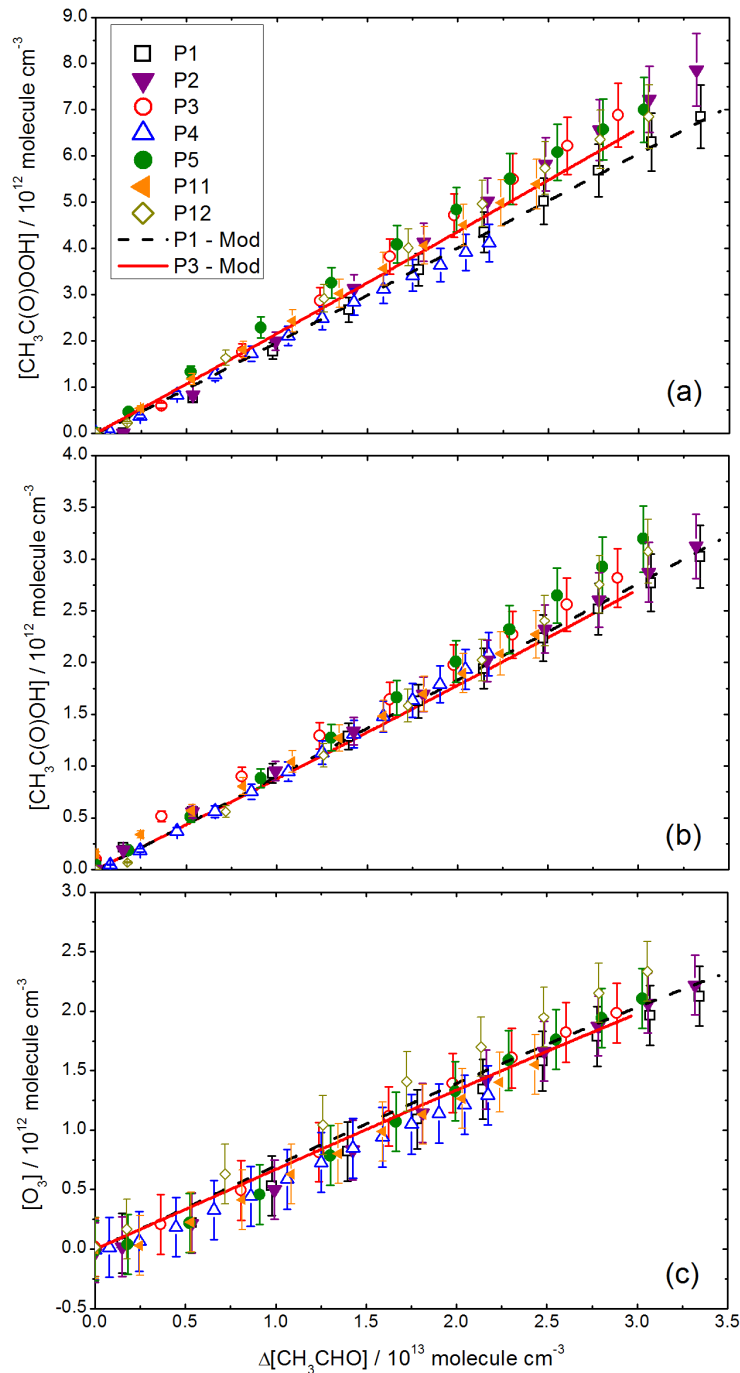 9.0
8.0
7.0
6.0
5.0
4.0
3.0
2.0
1.0
0.0
[CH₃C(O)OOH] / 10¹² molecule cm⁻³
P1
P2
P3
P4
P5
P11
P12
P1 - Mod
P3 - Mod
(a)
4.0
3.5
3.0
2.5
2.0
1.5
1.0
0.5
0.0
[CH₃C(O)OH] / 10¹² molecule cm⁻³
(b)
3.0
2.5
2.0
1.5
1.0
0.5
0.0
-0.5
[O₃] / 10¹² molecule cm⁻³
(c)
0.0 0.5 1.0 1.5 2.0 2.5 3.0 3.5
Δ[CH₃CHO] / 10¹³ molecule cm⁻³